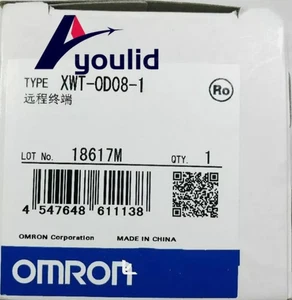 Ayoulid
TYPE XWT-OD08-1
远程终端
Ro
LOT No. 18617M QTY. 1
4 547648 611138
OMRON Corporation MADE IN CHINA
OMRON